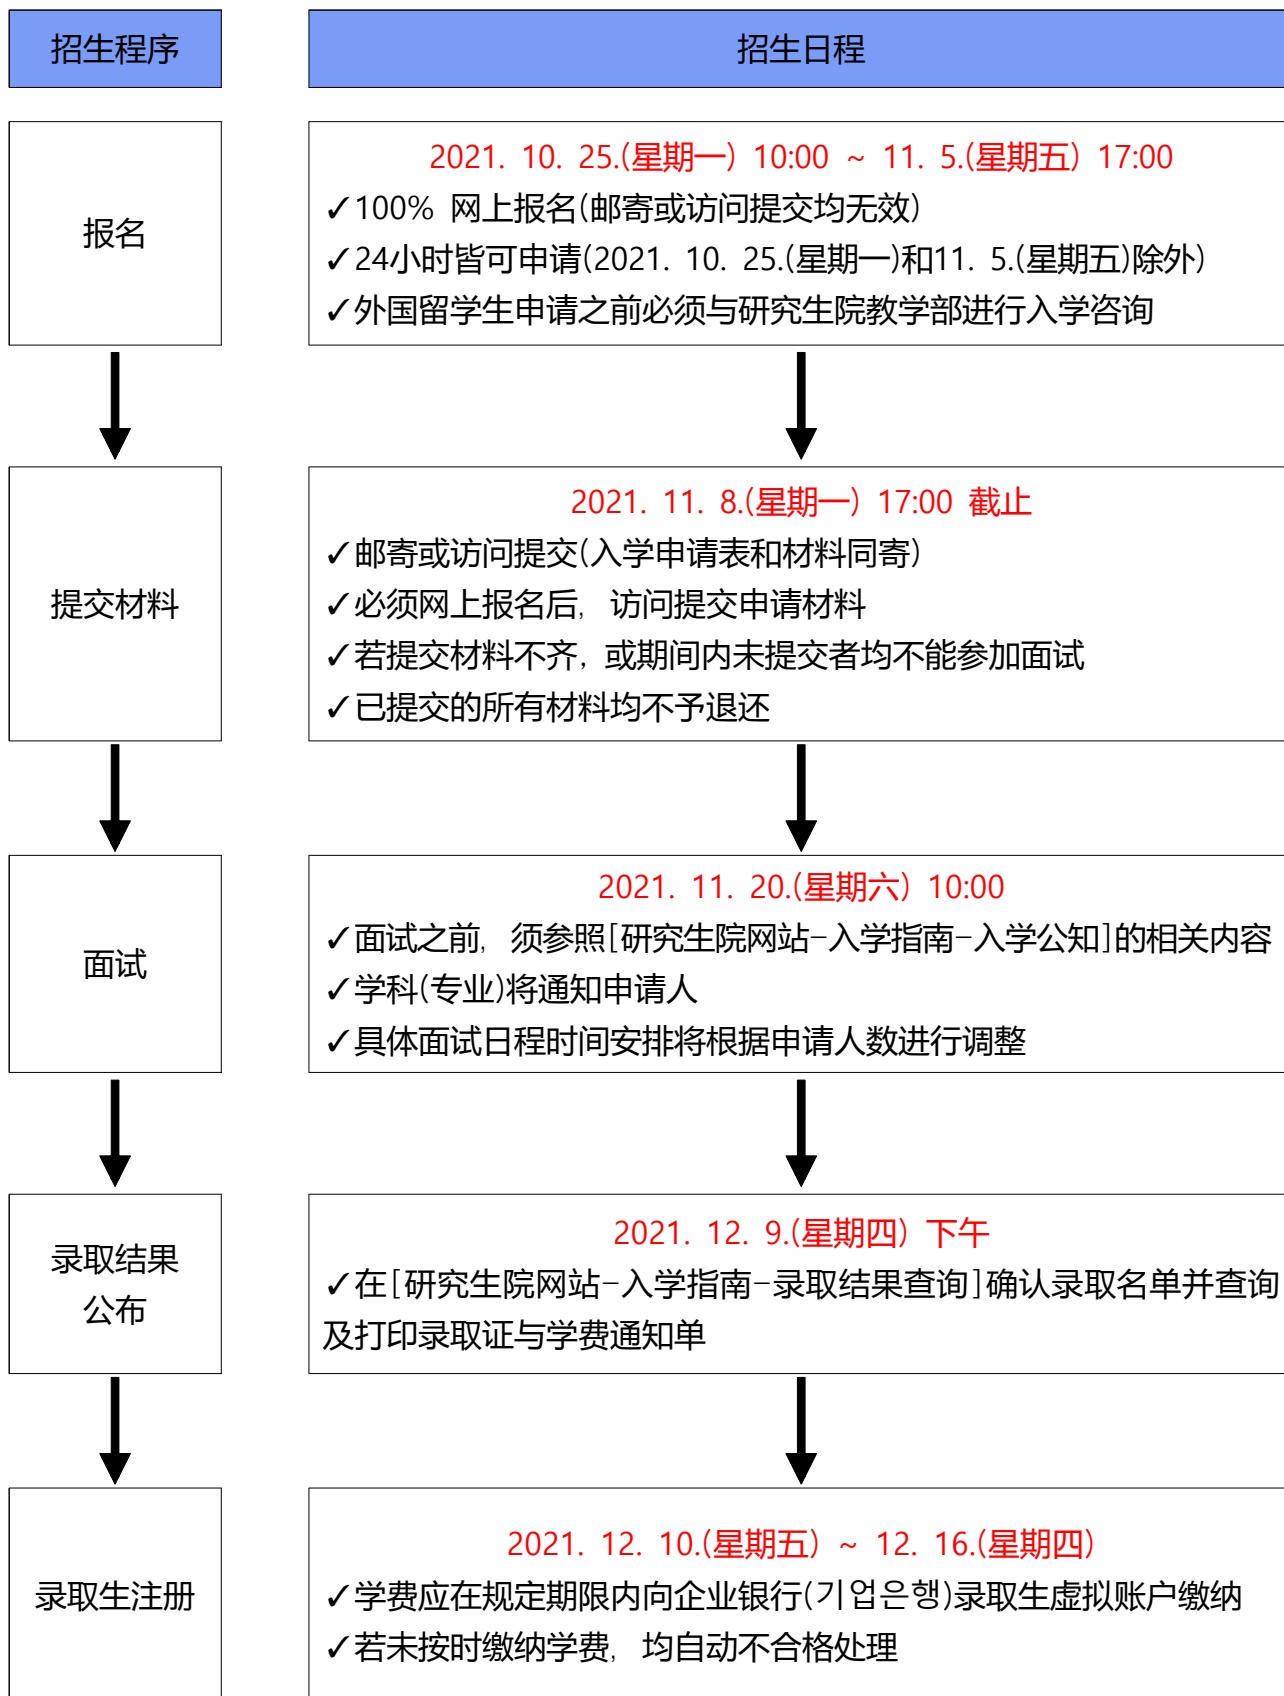 招生程序
招生日程
报名
2021. 10. 25.(星期一) 10:00 ~ 11. 5.(星期五) 17:00
✓100% 网上报名(邮寄或访问提交均无效)
✓24小时皆可申请(2021. 10. 25.(星期一)和11. 5.(星期五)除外)
✓外国留学生申请之前必须与研究生院教学部进行入学咨询
提交材料
2021. 11. 8.(星期一) 17:00 截止
✓邮寄或访问提交(入学申请表和材料同寄)
✓必须网上报名后, 访问提交申请材料
✓若提交材料不齐, 或期间内未提交者均不能参加面试
✓已提交的所有材料均不予退还
面试
2021. 11. 20.(星期六) 10:00
✓面试之前, 须参照[研究生院网站-入学指南-入学公知]的相关内容
✓学科(专业)将通知申请人
✓具体面试日程时间安排将根据申请人数进行调整
录取结果
公布
2021. 12. 9.(星期四) 下午
✓在[研究生院网站-入学指南-录取结果查询]确认录取名单并查询
及打印录取证与学费通知单
录取生注册
2021. 12. 10.(星期五) ~ 12. 16.(星期四)
✓学费应在规定期限内向企业银行(기업은행)录取生虚拟账户缴纳
✓若未按时缴纳学费, 均自动不合格处理